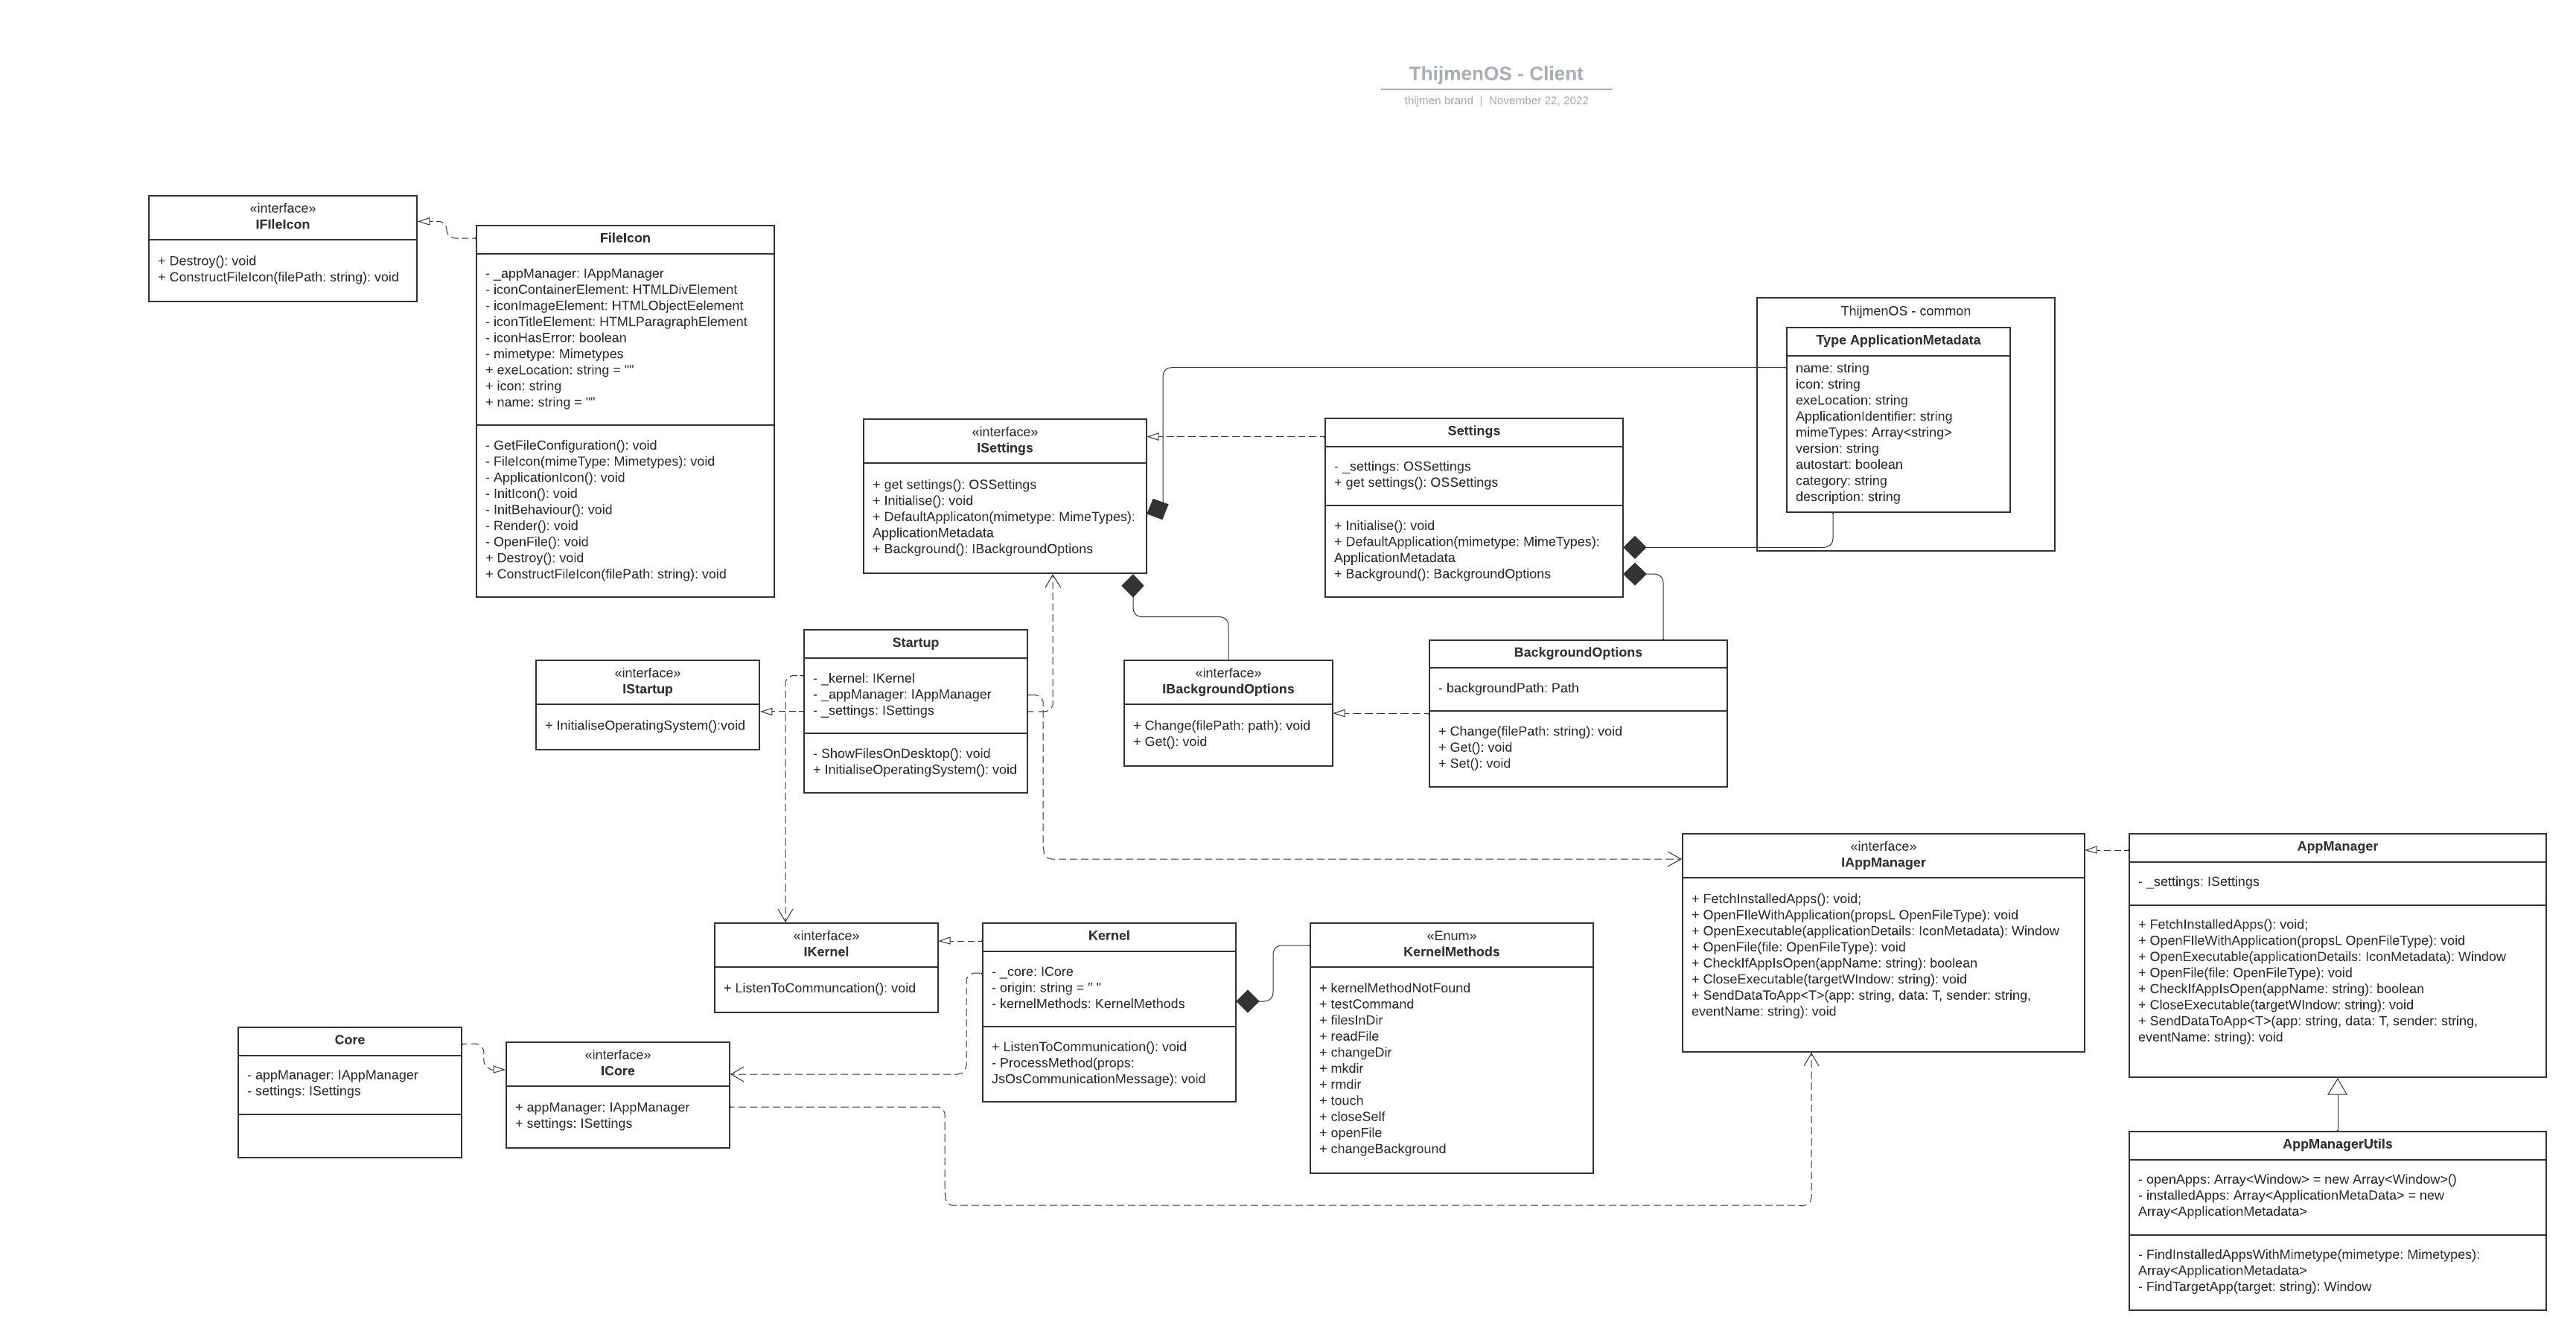 ThijmenOS - Client
thijmen brand | November 22, 2022
«interface»
IFIleIcon
+ Destroy(): void
+ ConstructFileIcon(filePath: string): void
FileIcon
- _appManager: IAppManager
- iconContainerElement: HTMLDivElement
- iconImageElement: HTMLObjectEelement
- iconTitleElement: HTMLParagraphElement
- iconHasError: boolean
- mimetype: Mimetypes
+ exeLocation: string = ""
+ icon: string
+ name: string = ""
- GetFileConfiguration(): void
- FileIcon(mimeType: Mimetypes): void
- ApplicationIcon(): void
- InitIcon(): void
- InitBehaviour(): void
- Render(): void
- OpenFile(): void
+ Destroy(): void
+ ConstructFileIcon(filePath: string): void
ThijmenOS - common
Type ApplicationMetadata
name: string
icon: string
exeLocation: string
ApplicationIdentifier: string
mimeTypes: Array<string>
version: string
autostart: boolean
category: string
description: string
«interface»
ISettings
+ get settings(): OSSettings
+ Initialise(): void
+ DefaultApplicaton(mimetype: MimeTypes):
ApplicationMetadata
+ Background(): IBackgroundOptions
Settings
- _settings: OSSettings
+ get settings(): OSSettings
+ Initialise(): void
+ DefaultApplication(mimetype: MimeTypes):
ApplicationMetadata
+ Background(): BackgroundOptions
«interface»
IStartup
+ InitialiseOperatingSystem():void
Startup
- _kernel: IKernel
- _appManager: IAppManager
- _settings: ISettings
- ShowFilesOnDesktop(): void
+ InitialiseOperatingSystem(): void
«interface»
IBackgroundOptions
+ Change(filePath: path): void
+ Get(): void
BackgroundOptions
- backgroundPath: Path
+ Change(filePath: string): void
+ Get(): void
+ Set(): void
«interface»
IAppManager
+ FetchInstalledApps(): void;
+ OpenFIleWithApplication(propsL OpenFileType): void
+ OpenExecutable(applicationDetails: IconMetadata): Window
+ OpenFile(file: OpenFileType): void
+ CheckIfAppIsOpen(appName: string): boolean
+ CloseExecutable(targetWIndow: string): void
+ SendDataToApp<T>(app: string, data: T, sender: string,
eventName: string): void
AppManager
- _settings: ISettings
+ FetchInstalledApps(): void;
+ OpenFIleWithApplication(propsL OpenFileType): void
+ OpenExecutable(applicationDetails: IconMetadata): Window
+ OpenFile(file: OpenFileType): void
+ CheckIfAppIsOpen(appName: string): boolean
+ CloseExecutable(targetWIndow: string): void
+ SendDataToApp<T>(app: string, data: T, sender: string,
eventName: string): void
«interface»
IKernel
+ ListenToCommuncation(): void
Kernel
- _core: ICore
- origin: string = " "
- kernelMethods: KernelMethods
+ ListenToCommunication(): void
- ProcessMethod(props:
JsOsCommunicationMessage): void
«Enum»
KernelMethods
+ kernelMethodNotFound
+ testCommand
+ filesInDir
+ readFile
+ changeDir
+ mkdir
+ rmdir
+ touch
+ closeSelf
+ openFile
+ changeBackground
Core
- appManager: IAppManager
- settings: ISettings
«interface»
ICore
+ appManager: IAppManager
+ settings: ISettings
AppManagerUtils
- openApps: Array<Window> = new Array<Window>()
- installedApps: Array<ApplicationMetaData> = new
Array<ApplicationMetadata>
- FindInstalledAppsWithMimetype(mimetype: Mimetypes):
Array<ApplicationMetadata>
- FindTargetApp(target: string): Window